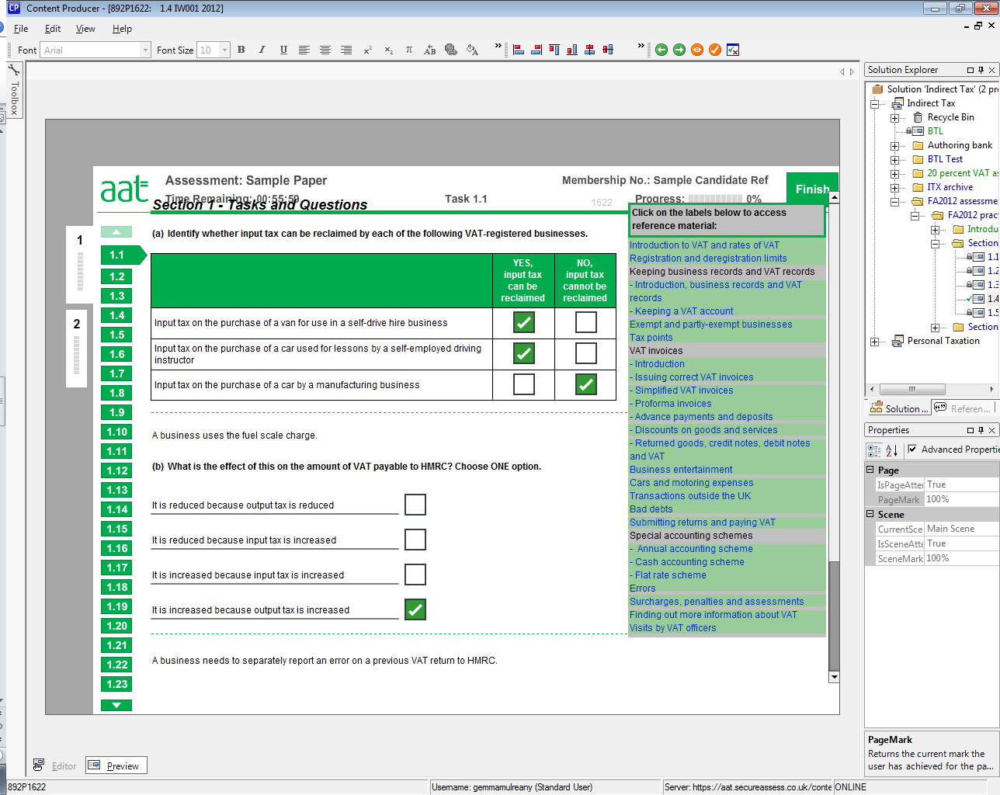 Content Producer - [892P1622:    1.4 IW001 2012]
File Edit View Help
Font Arial Font Size 10 B I U
Toolbox
aat
Assessment: Sample Paper
Membership No.: Sample Candidate Ref
Finish
Time Remaining: 00:55:59
Task 1.1
1622
Progress: 0%
Section 1 - Tasks and Questions
1
2
1.1
1.2
1.3
1.4
1.5
1.6
1.7
1.8
1.9
1.10
1.11
1.12
1.13
1.14
1.15
1.16
1.17
1.18
1.19
1.20
1.21
1.22
1.23
(a) Identify whether input tax can be reclaimed by each of the following VAT-registered businesses.
YES,
input tax
can be
reclaimed
NO,
input tax
cannot be
reclaimed
Input tax on the purchase of a van for use in a self-drive hire business
Input tax on the purchase of a car used for lessons by a self-employed driving
instructor
Input tax on the purchase of a car by a manufacturing business
A business uses the fuel scale charge.
(b) What is the effect of this on the amount of VAT payable to HMRC? Choose ONE option.
It is reduced because output tax is reduced
It is reduced because input tax is increased
It is increased because input tax is increased
It is increased because output tax is increased
A business needs to separately report an error on a previous VAT return to HMRC.
Click on the labels below to access
reference material:
Introduction to VAT and rates of VAT
Registration and deregistration limits
Keeping business records and VAT records
- Introduction, business records and VAT
records
- Keeping a VAT account
Exempt and partly-exempt businesses
Tax points
VAT invoices
- Introduction
- Issuing correct VAT invoices
- Simplified VAT invoices
- Proforma invoices
- Advance payments and deposits
- Discounts on goods and services
- Returned goods, credit notes, debit notes
and VAT
Business entertainment
Cars and motoring expenses
Transactions outside the UK
Bad debts
Submitting returns and paying VAT
Special accounting schemes
- Annual accounting scheme
- Cash accounting scheme
- Flat rate scheme
Errors
Surcharges, penalties and assessments
Finding out more information about VAT
Visits by VAT officers
Solution Explorer
Solution 'Indirect Tax' (2 pr
Indirect Tax
Recycle Bin
BTL
Authoring bank
BTL Test
20 percent VAT as
ITX archive
FA2012 assessme
FA2012 prac
Introdu
Section
1.1
1.2
1.3
1.4
1.5
Section
Personal Taxation
Solution ... Referen...
Properties
Advanced Propertie
Page
IsPageAtte True
PageMark 100%
Scene
CurrentSce Main Scene
IsSceneAtte True
SceneMark 100%
PageMark
Returns the current mark the
user has achieved for the pa...
Editor Preview
892P1622
Username: gemmamulreany (Standard User)
Server: https://aat.secureassess.co.uk/conte
ONLINE